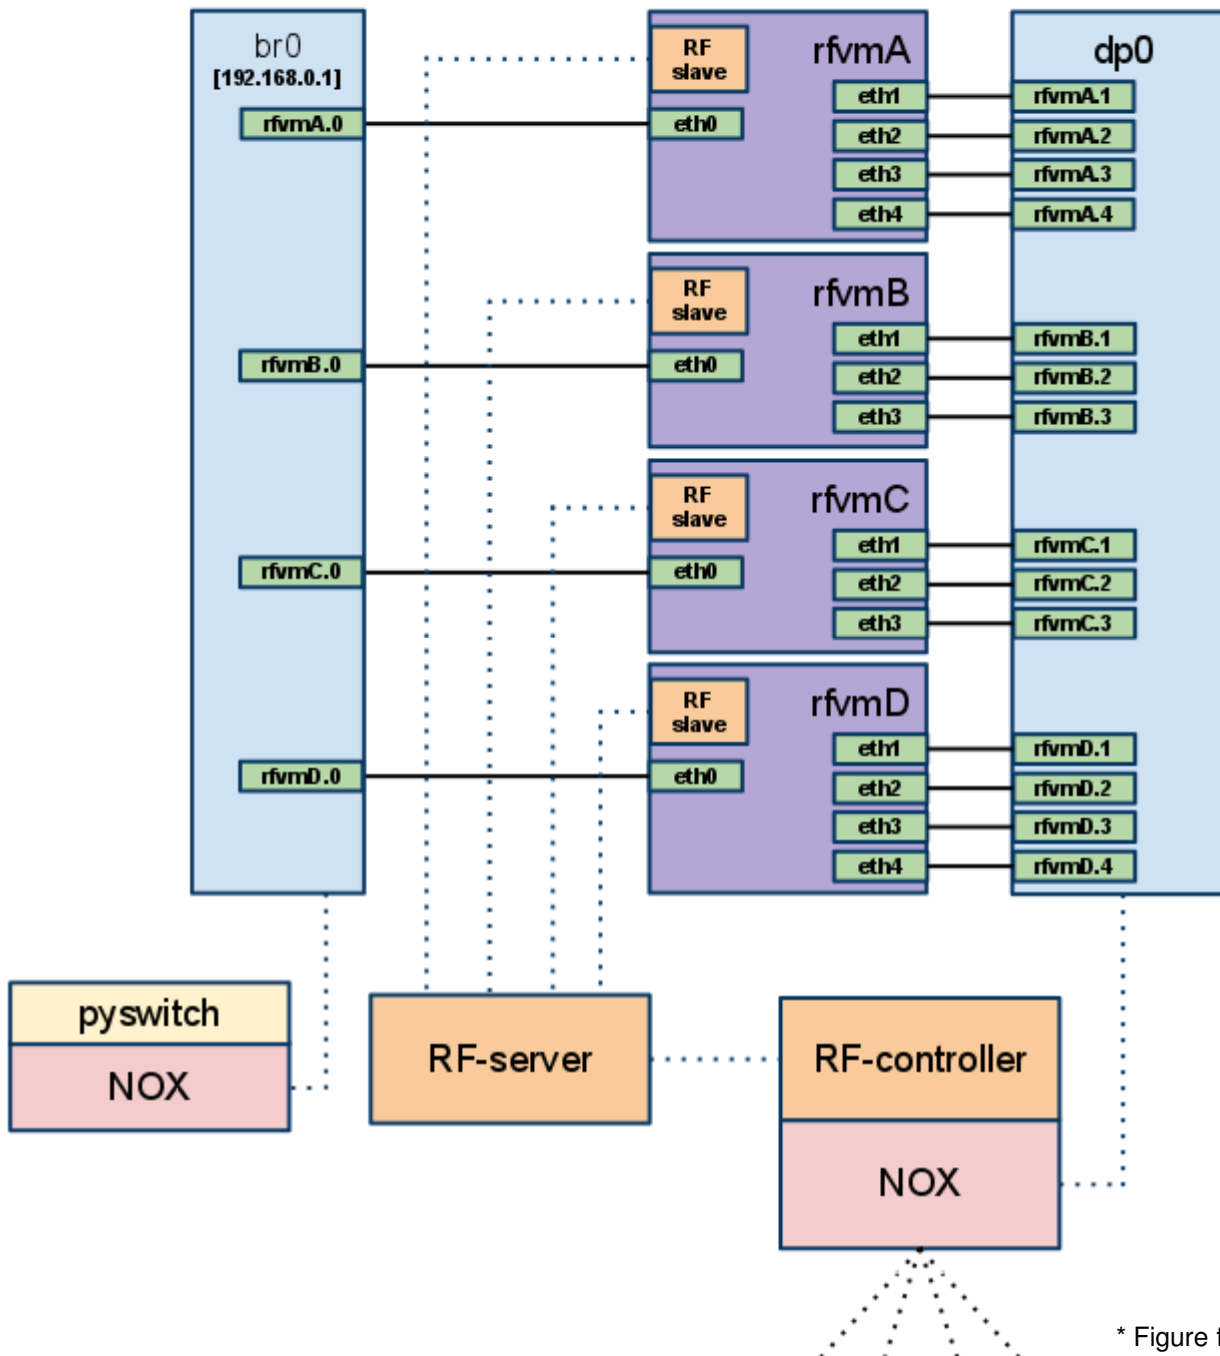 br0
[192.168.0.1]
rfvmA.0
rfvmB.0
rfvmC.0
rfvmD.0
RF
slave
rfvmA
eth0
eth1
eth2
eth3
eth4
RF
slave
rfvmB
eth0
eth1
eth2
eth3
RF
slave
rfvmC
eth0
eth1
eth2
eth3
RF
slave
rfvmD
eth0
eth1
eth2
eth3
eth4
dp0
rfvmA.1
rfvmA.2
rfvmA.3
rfvmA.4
rfvmB.1
rfvmB.2
rfvmB.3
rfvmC.1
rfvmC.2
rfvmC.3
rfvmD.1
rfvmD.2
rfvmD.3
rfvmD.4
pyswitch
NOX
RF-server
RF-controller
NOX
* Figure